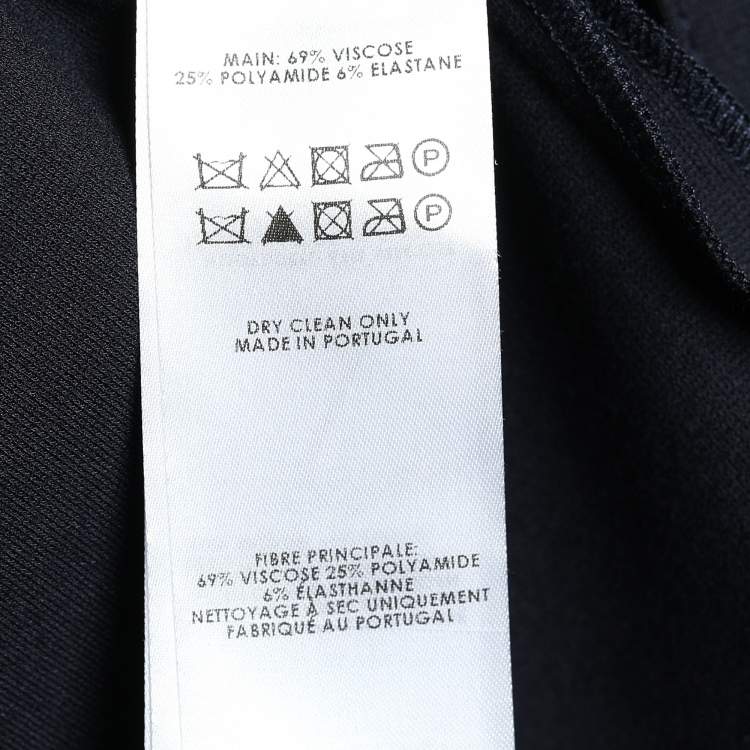 MAIN: 69% VISCOSE
25% POLYAMIDE 6% ELASTANE
P
P
DRY CLEAN ONLY
MADE IN PORTUGAL
FIBRE PRINCIPALE:
69% VISCOSE 25% POLYAMIDE
6% ÉLASTHANNE
NETTOYAGE À SEC UNIQUEMENT
FABRIQUÉ AU PORTUGAL